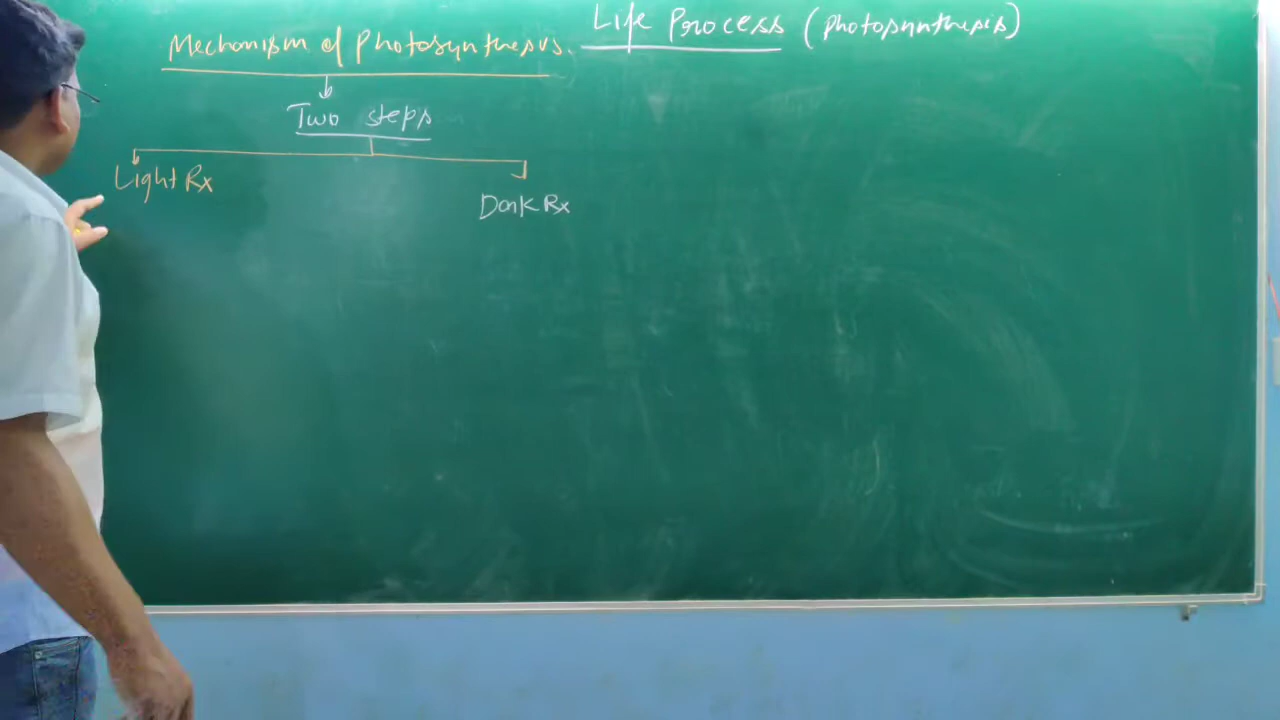 Life Process (Photosynthesis)
Mechanism of Photosynthesis.
Two steps
Light Rx
Dark Rx